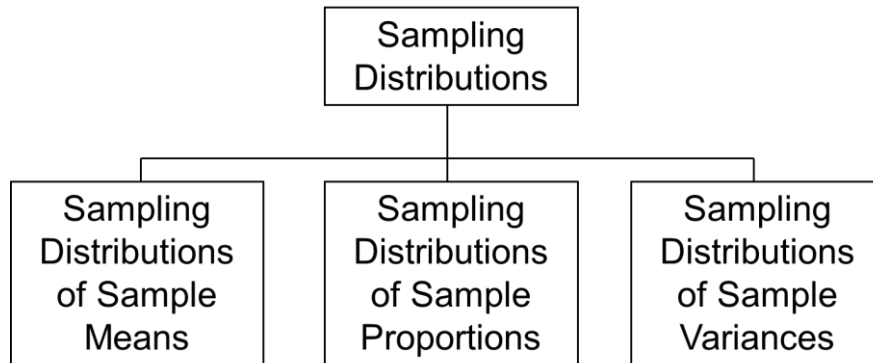 Sampling
Distributions
Sampling
Distributions
of Sample
Means
Sampling
Distributions
of Sample
Proportions
Sampling
Distributions
of Sample
Variances